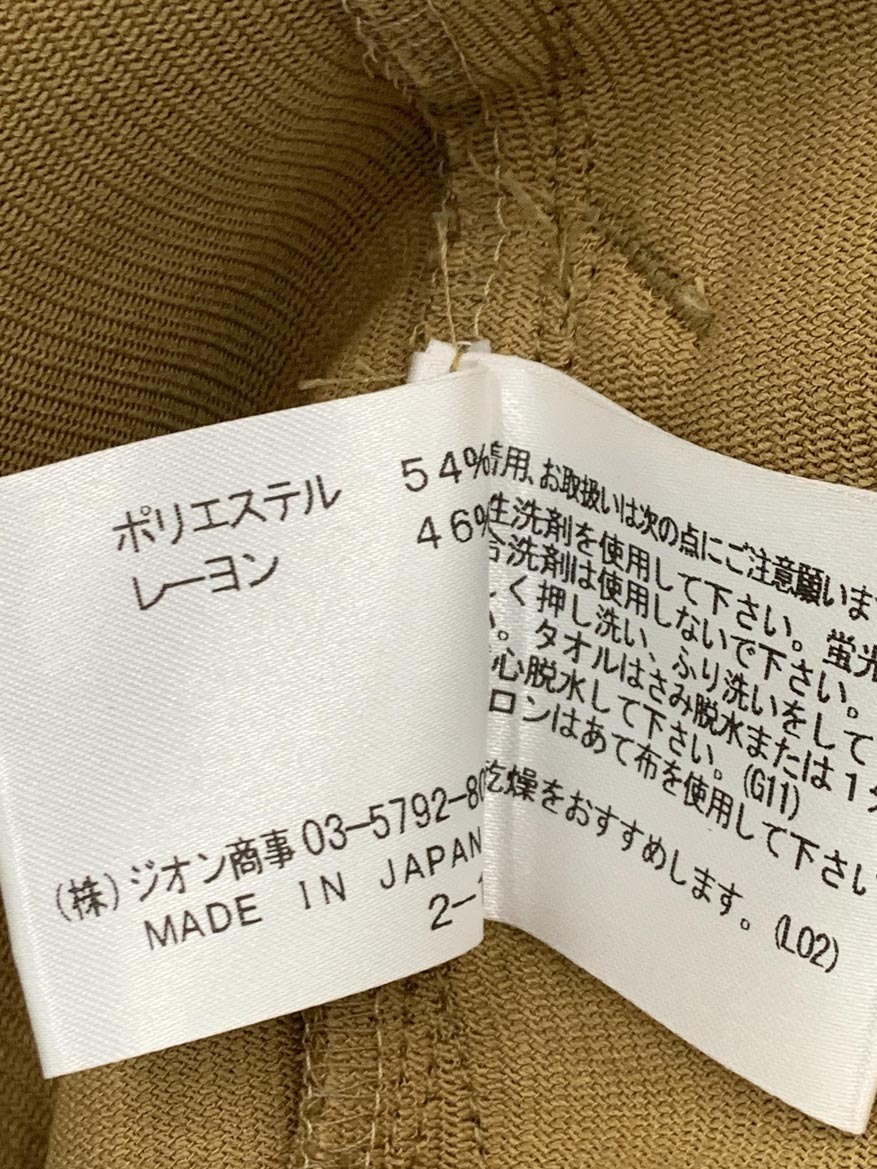 ポリエステル 54%
レーヨン 46%
(株)ジオン商事 03-5792-8
MADE IN JAPAN
2-
着用、お取扱いは次の点にご注意願いま
性洗剤を使用して下さい。蛍光
合洗剤は使用しないで下さい。
く押し洗い、ふり洗いをして
。タオルはさみ脱水または1
心脱水して下さい。(G11)
ロンはあて布を使用して下さい
乾燥をおすすめします。(L02)